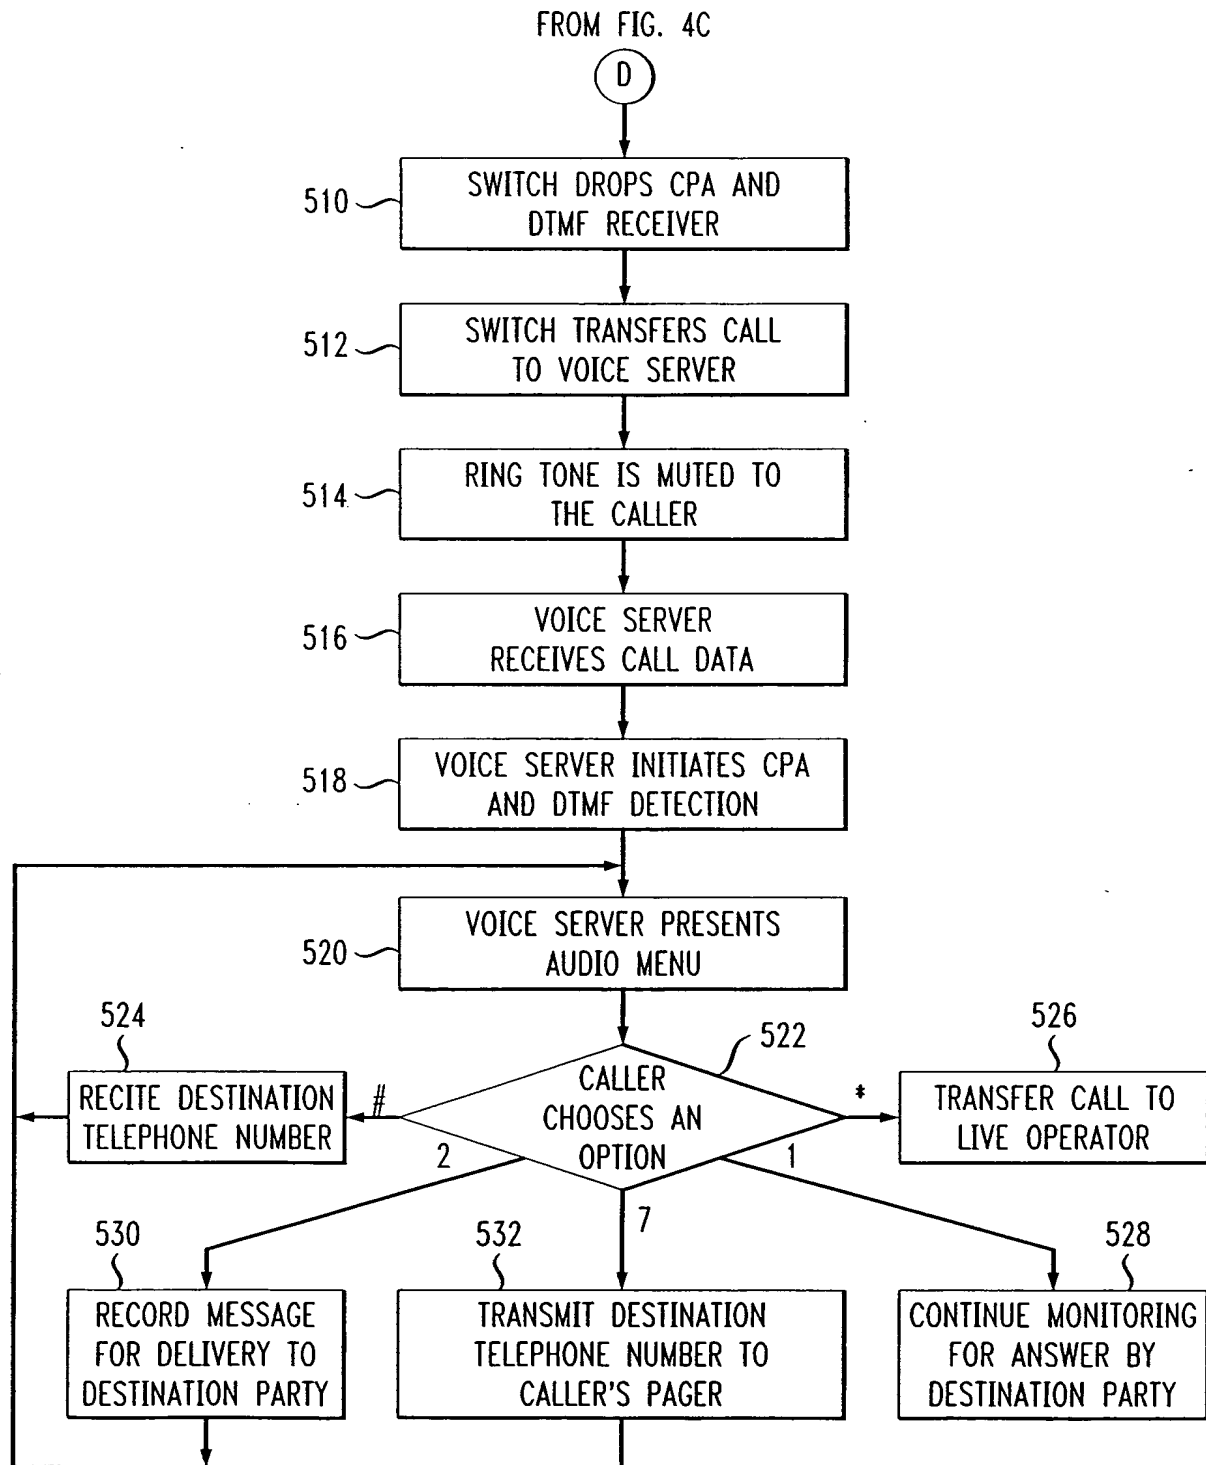 FROM FIG. 4C
D
510
SWITCH DROPS CPA AND
DTMF RECEIVER
512
SWITCH TRANSFERS CALL
TO VOICE SERVER
514
RING TONE IS MUTED TO
THE CALLER
516
VOICE SERVER
RECEIVES CALL DATA
518
VOICE SERVER INITIATES CPA
AND DTMF DETECTION
520
VOICE SERVER PRESENTS
AUDIO MENU
522
CALLER
CHOOSES AN
OPTION
524
#
RECITE DESTINATION
TELEPHONE NUMBER
526
*
TRANSFER CALL TO
LIVE OPERATOR
2
7
1
530
RECORD MESSAGE
FOR DELIVERY TO
DESTINATION PARTY
532
TRANSMIT DESTINATION
TELEPHONE NUMBER TO
CALLER'S PAGER
528
CONTINUE MONITORING
FOR ANSWER BY
DESTINATION PARTY